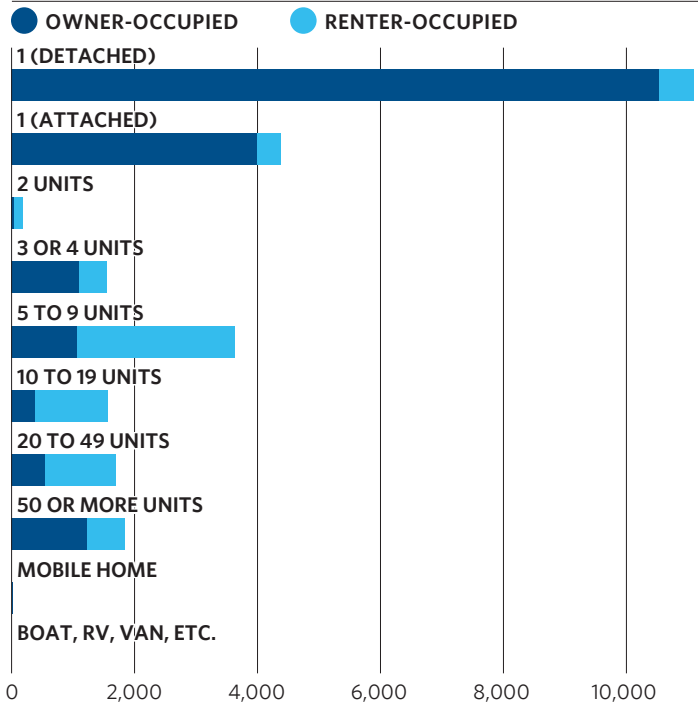 OWNER-OCCUPIED RENTER-OCCUPIED
1 (DETACHED)
1 (ATTACHED)
2 UNITS
3 OR 4 UNITS
5 TO 9 UNITS
10 TO 19 UNITS
20 TO 49 UNITS
50 OR MORE UNITS
MOBILE HOME
BOAT, RV, VAN, ETC.
0 2,000 4,000 6,000 8,000 10,000